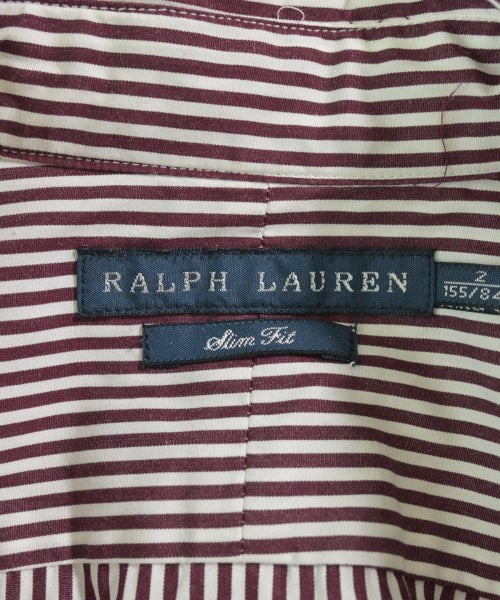 RALPH LAUREN
2
155/84
Slim Fit